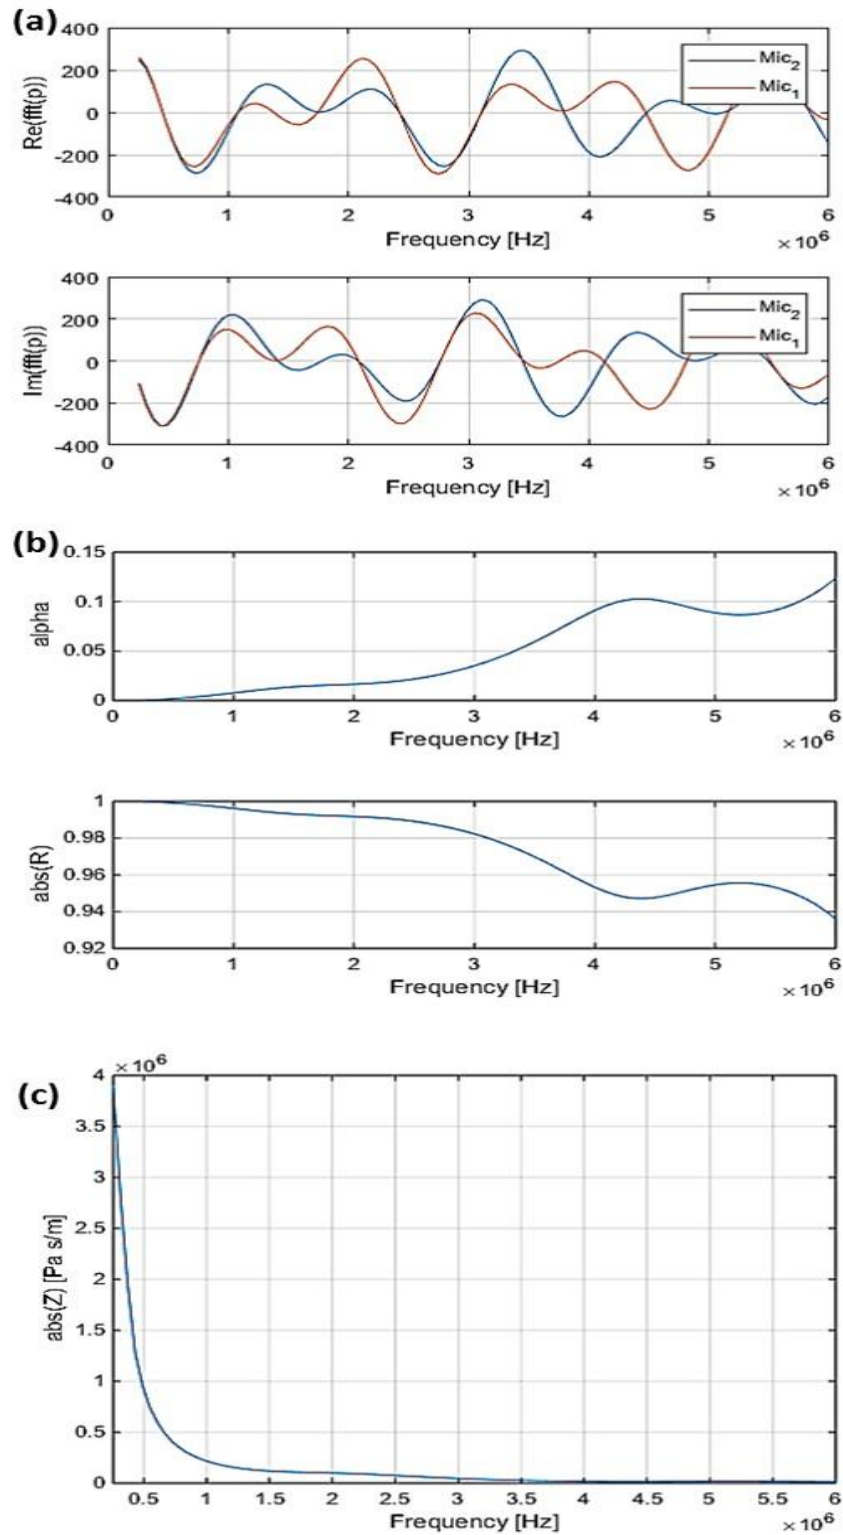 (a)
400
200
0
-200
-400
Re(fft(p))
Mic2
Mic1
0 1 2 3 4 5 6
Frequency [Hz]
×10^6
400
200
0
-200
-400
Im(fft(p))
Mic2
Mic1
0 1 2 3 4 5 6
Frequency [Hz]
×10^6
(b)
0.15
0.1
0.05
0
alpha
0 1 2 3 4 5 6
Frequency [Hz]
×10^6
1
0.98
0.96
0.94
0.92
abs(R)
0 1 2 3 4 5 6
Frequency [Hz]
×10^6
(c)
×10^6
4
3.5
3
2.5
2
1.5
1
0.5
0
abs(Z) [Pa s/m]
0.5 1 1.5 2 2.5 3 3.5 4 4.5 5 5.5 6
Frequency [Hz]
×10^6